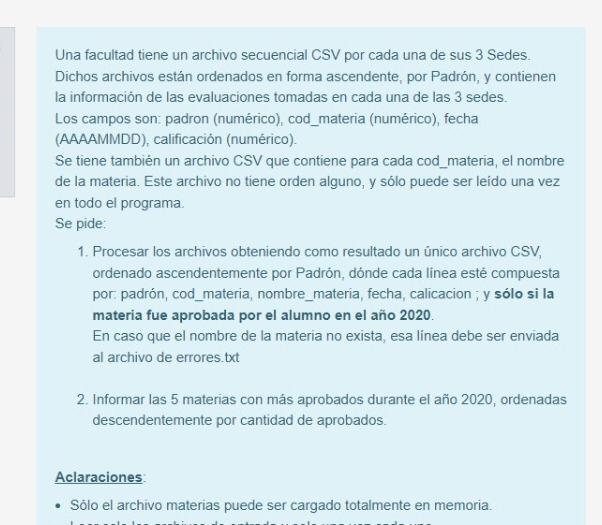 Una facultad tiene un archivo secuencial CSV por cada una de sus 3 Sedes.
Dichos archivos están ordenados en forma ascendente, por Padrón, y contienen
la información de las evaluaciones tomadas en cada una de las 3 sedes.
Los campos son: padron (numérico), cod_materia (numérico), fecha
(AAAAMMDD), calificación (numérico).
Se tiene también un archivo CSV que contiene para cada cod_materia, el nombre
de la materia. Este archivo no tiene orden alguno, y sólo puede ser leído una vez
en todo el programa.
Se pide:
1. Procesar los archivos obteniendo como resultado un único archivo CSV,
ordenado ascendentemente por Padrón, dónde cada línea esté compuesta
por: padrón, cod_materia, nombre_materia, fecha, calicacion ; y sólo si la
materia fue aprobada por el alumno en el año 2020.
En caso que el nombre de la materia no exista, esa línea debe ser enviada
al archivo de errores.txt
2. Informar las 5 materias con más aprobados durante el año 2020, ordenadas
descendentemente por cantidad de aprobados.
Aclaraciones:
• Sólo el archivo materias puede ser cargado totalmente en memoria.